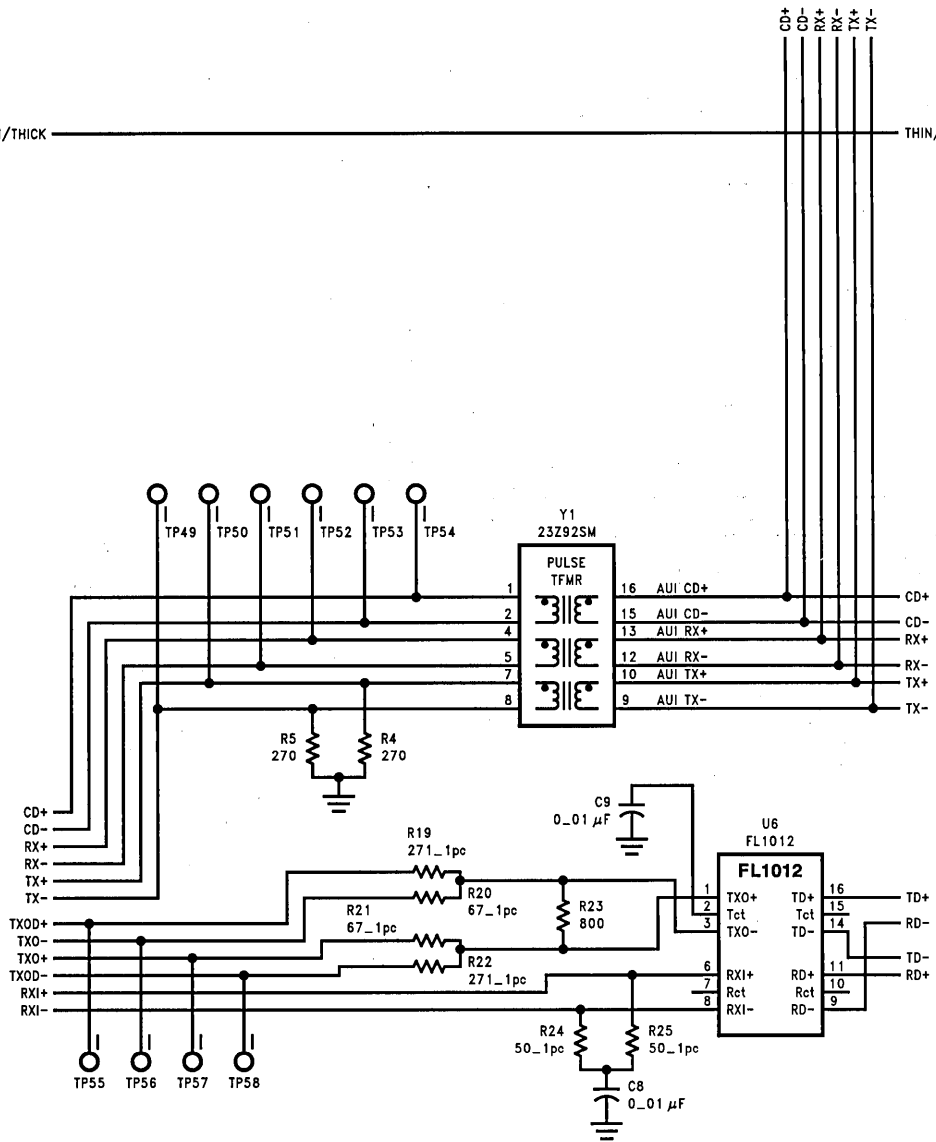 CD+ CD- RX+ RX- TX+ TX-
/THICK THIN/
TP49 TP50 TP51 TP52 TP53 TP54
Y1
23Z92SM
PULSE
TFMR
1 16 AUI CD+ CD+
2 15 AUI CD- CD-
4 13 AUI RX+ RX+
5 12 AUI RX- RX-
7 10 AUI TX+ TX+
8 9 AUI TX- TX-
R5
270
R4
270
CD+
CD-
RX+
RX-
TX+
TX-
TXOD+
TXO-
TXO+
TXOD-
RXI+
RXI-
R19
271_1pc
R20
67_1pc
R21
67_1pc
R22
271_1pc
R23
800
C9
0_01 µF
U6
FL1012
FL1012
1 TXO+ TD+ 16 TD+
2 Tct Tct 15 RD-
3 TXO- TD- 14 TD-
6 RXI+ RD+ 11 RD+
7 Rct Rct 10
8 RXI- RD- 9
R24
50_1pc
R25
50_1pc
C8
0_01 µF
TP55 TP56 TP57 TP58